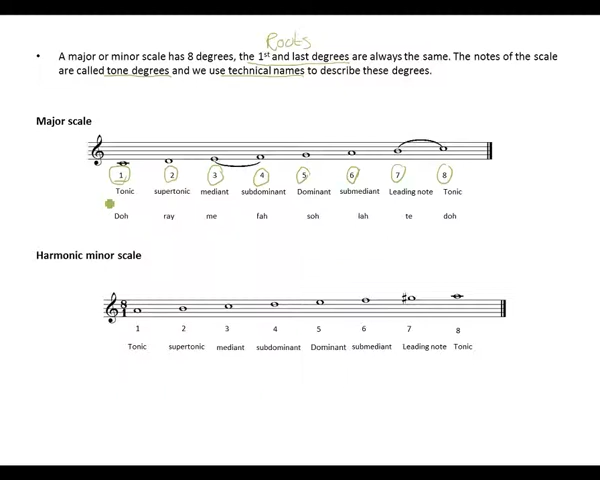 Roots
• A major or minor scale has 8 degrees, the 1st and last degrees are always the same. The notes of the scale
are called tone degrees and we use technical names to describe these degrees.
Major scale
1 2 3 4 5 6 7 8
Tonic supertonic mediant subdominant Dominant submediant Leading note Tonic
Doh ray me fah soh lah te doh
Harmonic minor scale
8
1
1 2 3 4 5 6 7 8
Tonic supertonic mediant subdominant Dominant submediant Leading note Tonic